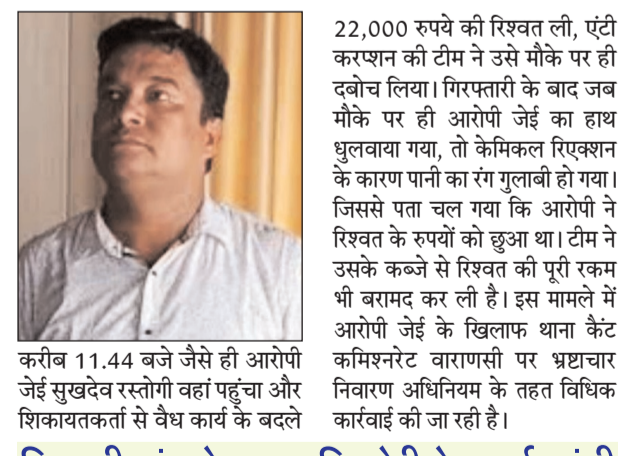 करीब 11.44 बजे जैसे ही आरोपी
जेई सुखदेव रस्तोगी वहां पहुंचा और
शिकायतकर्ता से वैध कार्य के बदले
22,000 रुपये की रिश्वत ली, एंटी
करप्शन की टीम ने उसे मौके पर ही
दबोच लिया। गिरफ्तारी के बाद जब
मौके पर ही आरोपी जेई का हाथ
धुलवाया गया, तो केमिकल रिएक्शन
के कारण पानी का रंग गुलाबी हो गया।
जिससे पता चल गया कि आरोपी ने
रिश्वत के रुपयों को छुआ था। टीम ने
उसके कब्जे से रिश्वत की पूरी रकम
भी बरामद कर ली है। इस मामले में
आरोपी जेई के खिलाफ थाना कैंट
कमिश्नरेट वाराणसी पर भ्रष्टाचार
निवारण अधिनियम के तहत विधिक
कार्रवाई की जा रही है।